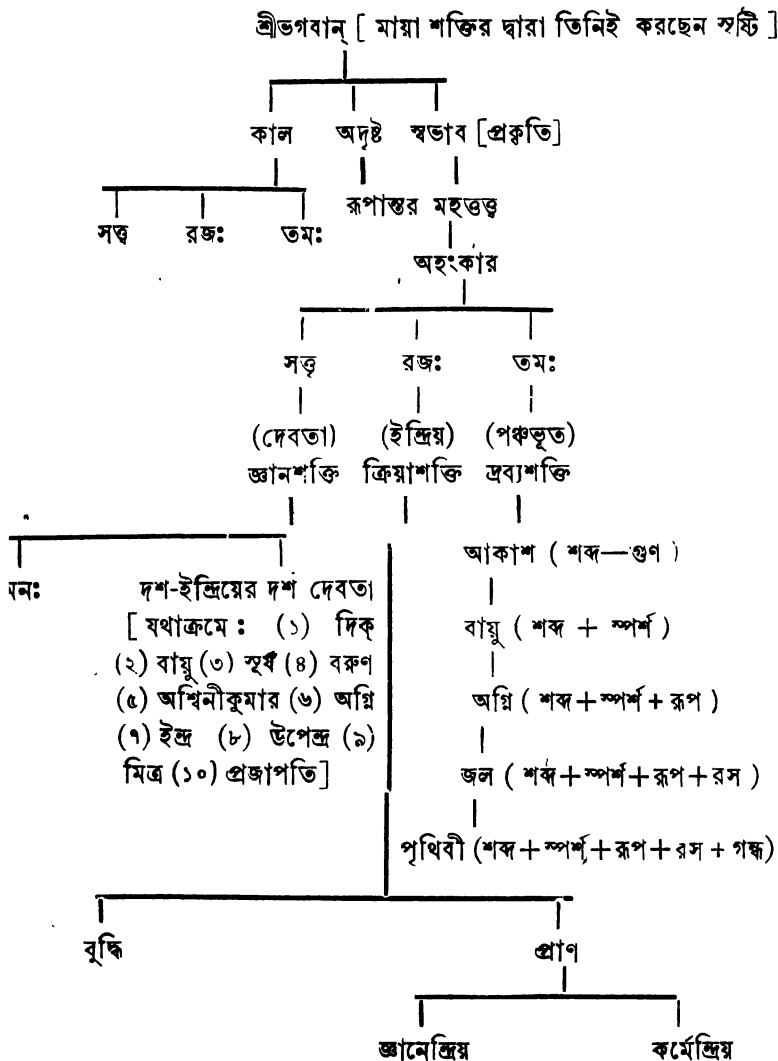 শ্রীভগবান্ [ মায়া শক্তির দ্বারা তিনিই করছেন সৃষ্টি ]
কাল অদৃষ্ট স্বভাব [প্রকৃতি]
রূপান্তর মহত্তত্ত্ব
সত্ত্ব রজঃ তমঃ
অহংকার
সত্ত্ব রজঃ তমঃ
(দেবতা) (ইন্দ্রিয়) (পঞ্চভূত)
জ্ঞানশক্তি ক্রিয়াশক্তি দ্রব্যশক্তি
মনঃ দশ-ইন্দ্রিয়ের দশ দেবতা
[ যথাক্রমে : (১) দিক্
(২) বায়ু (৩) সূর্য (৪) বরুণ
(৫) অশ্বিনীকুমার (৬) অগ্নি
(৭) ইন্দ্র (৮) উপেন্দ্র (৯)
মিত্র (১০) প্রজাপতি]
আকাশ ( শব্দ—গুণ )
বায়ু ( শব্দ + স্পর্শ )
অগ্নি ( শব্দ+স্পর্শ+রূপ )
জল ( শব্দ+স্পর্শ+রূপ+রস )
পৃথিবী (শব্দ+স্পর্শ+রূপ+রস+গন্ধ)
বুদ্ধি প্রাণ
জ্ঞানেন্দ্রিয় কর্মেন্দ্রিয়